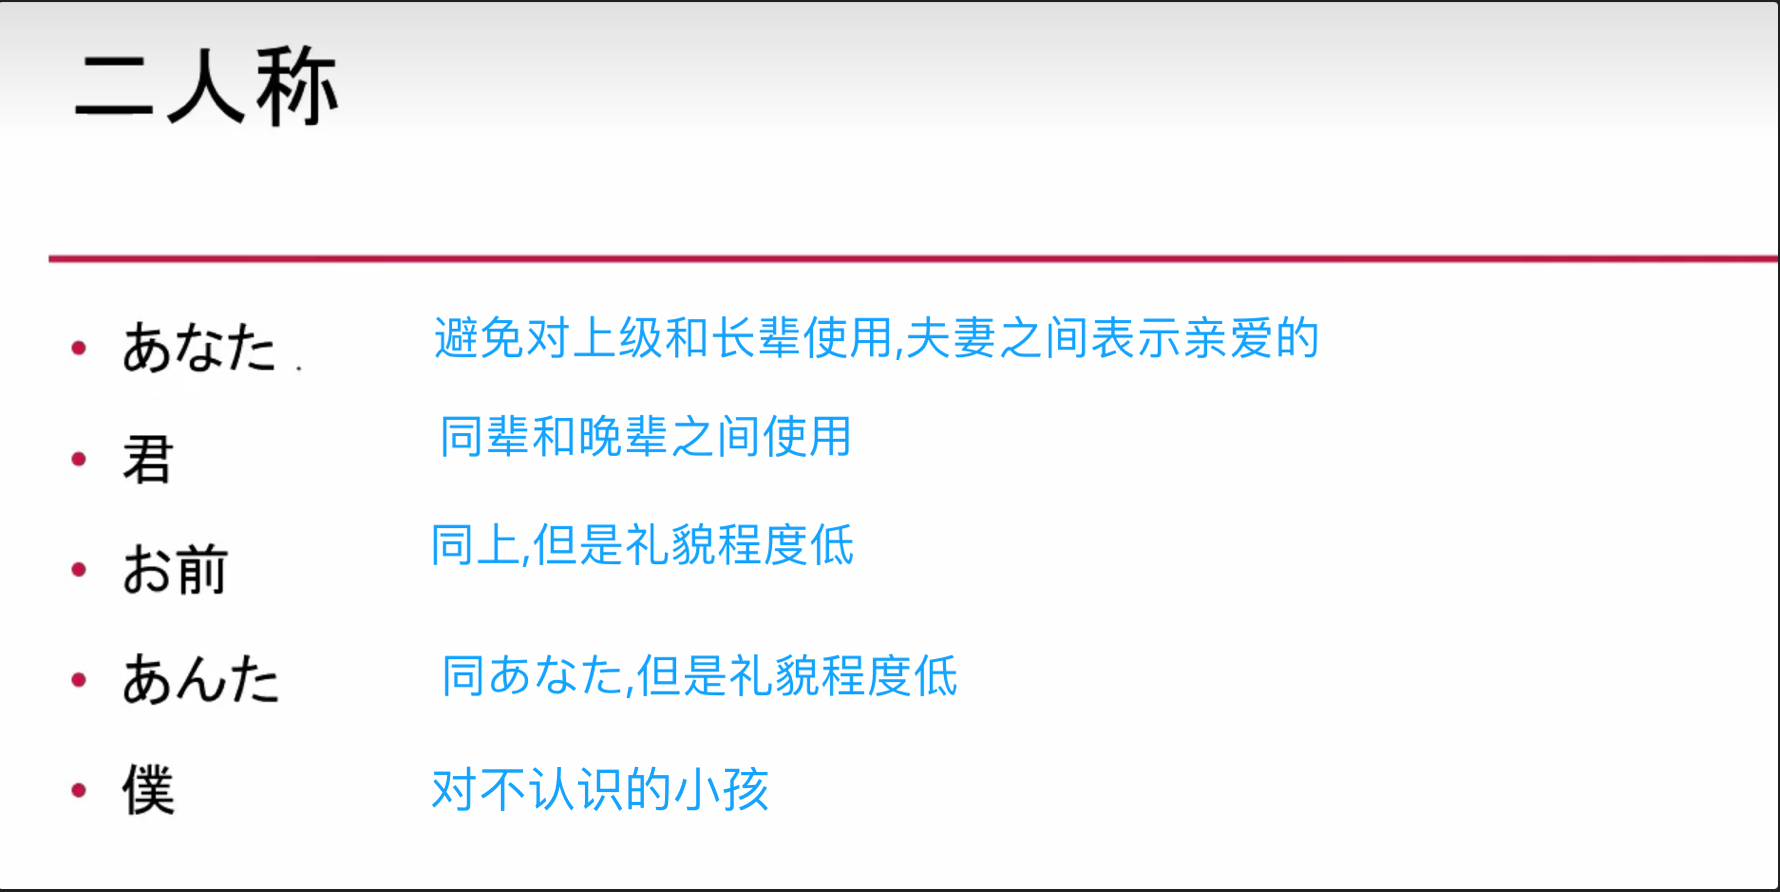 二人称
• あなた . 避免对上级和长辈使用,夫妻之间表示亲爱的
• 君 同辈和晚辈之间使用
• お前 同上,但是礼貌程度低
• あんた 同あなた,但是礼貌程度低
• 僕 对不认识的小孩